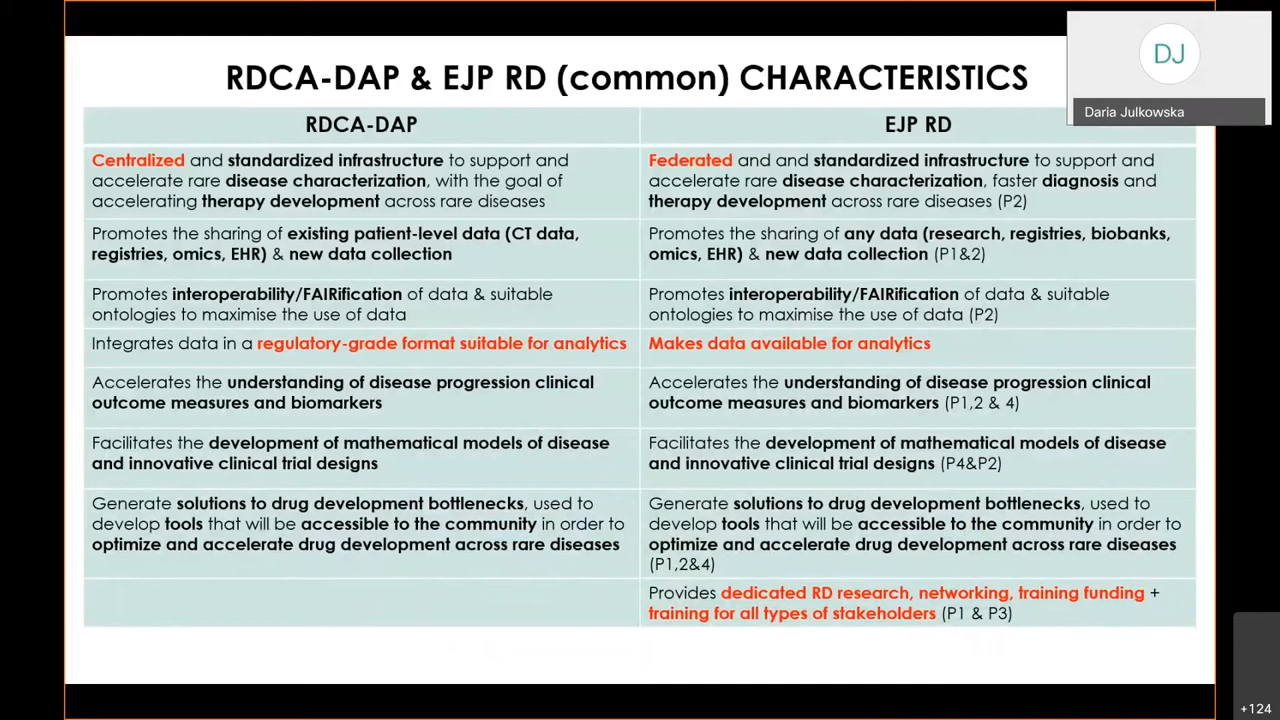 RDCA-DAP & EJP RD (common) CHARACTERISTICS
DJ
Daria Julkowska
RDCA-DAP
EJP RD
Centralized and standardized infrastructure to support and
accelerate rare disease characterization, with the goal of
accelerating therapy development across rare diseases
Federated and and standardized infrastructure to support and
accelerate rare disease characterization, faster diagnosis and
therapy development across rare diseases (P2)
Promotes the sharing of existing patient-level data (CT data,
registries, omics, EHR) & new data collection
Promotes the sharing of any data (research, registries, biobanks,
omics, EHR) & new data collection (P1&2)
Promotes interoperability/FAIRification of data & suitable
ontologies to maximise the use of data
Promotes interoperability/FAIRification of data & suitable
ontologies to maximise the use of data (P2)
Integrates data in a regulatory-grade format suitable for analytics
Makes data available for analytics
Accelerates the understanding of disease progression clinical
outcome measures and biomarkers
Accelerates the understanding of disease progression clinical
outcome measures and biomarkers (P1,2 & 4)
Facilitates the development of mathematical models of disease
and innovative clinical trial designs
Facilitates the development of mathematical models of disease
and innovative clinical trial designs (P4&P2)
Generate solutions to drug development bottlenecks, used to
develop tools that will be accessible to the community in order to
optimize and accelerate drug development across rare diseases
Generate solutions to drug development bottlenecks, used to
develop tools that will be accessible to the community in order to
optimize and accelerate drug development across rare diseases
(P1,2&4)
Provides dedicated RD research, networking, training funding +
training for all types of stakeholders (P1 & P3)
+124